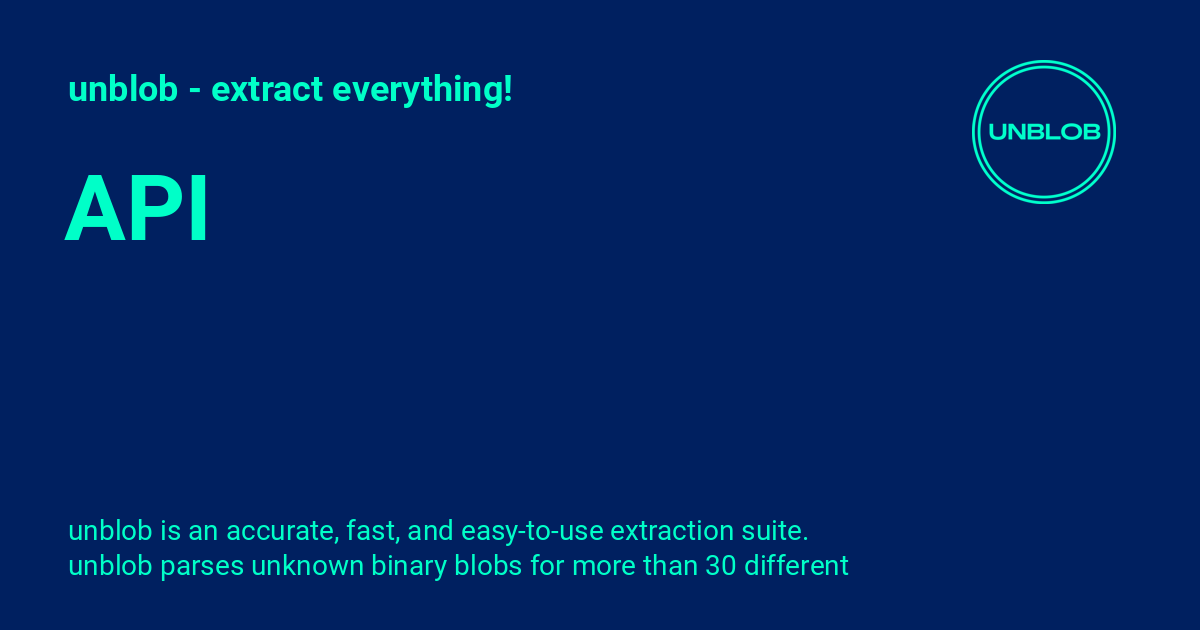 unblob - extract everything!
UNBLOB
API
unblob is an accurate, fast, and easy-to-use extraction suite.
unblob parses unknown binary blobs for more than 30 different